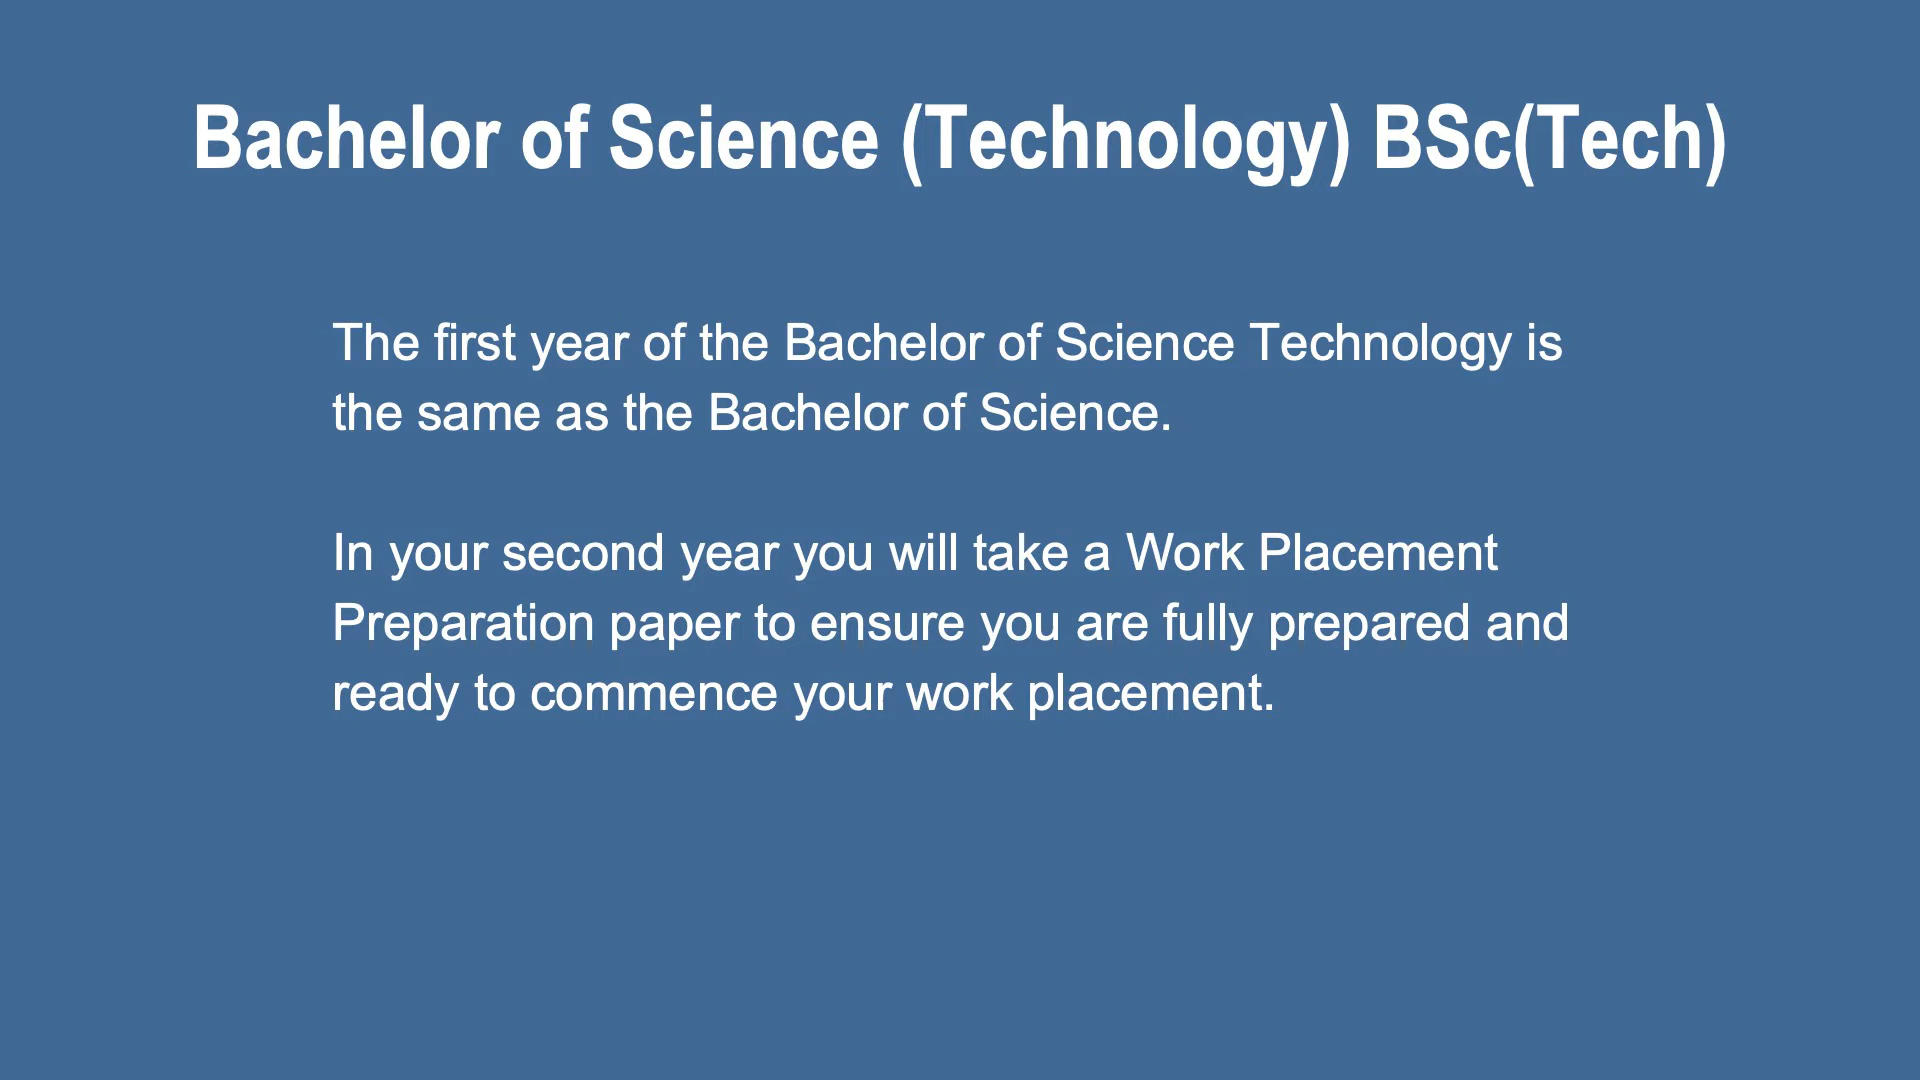 Bachelor of Science (Technology) BSc(Tech)
The first year of the Bachelor of Science Technology is
the same as the Bachelor of Science.
In your second year you will take a Work Placement
Preparation paper to ensure you are fully prepared and
ready to commence your work placement.